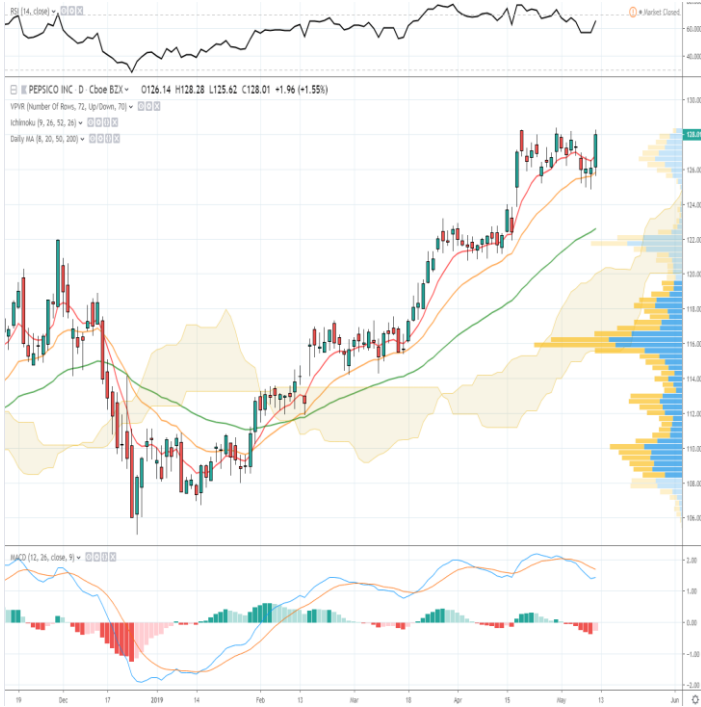 RSI (14, close)
Market Closed
60.000
40.000
PEPSICO INC · D · Cboe BZX O126.14 H128.28 L125.62 C128.01 +1.96 (+1.55%)
VPVR (Number Of Rows, 72, Up/Down, 70)
Ichimoku (9, 26, 52, 26)
Daily MA (8, 20, 50, 200)
130.00
128.01
126.00
124.00
122.00
120.00
118.00
116.00
114.00
112.00
110.00
108.00
106.00
MACD (12, 26, close, 9)
2.00
1.00
0.00
-1.00
-2.00
19 Dec 17 2019 14 Feb 13 Mar 18 Apr 15 May 13 Jun